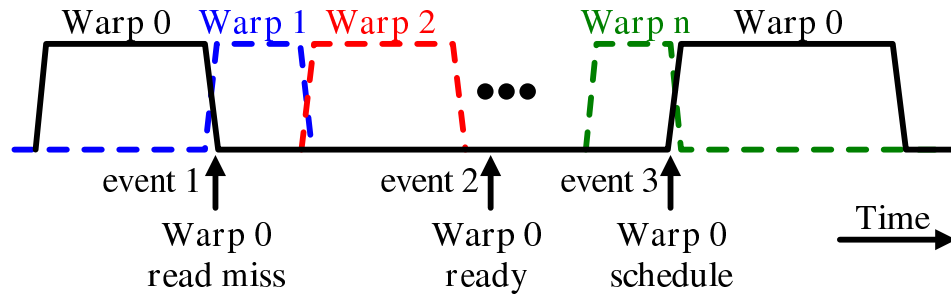 Warp 0 Warp 1 Warp 2 Warp n Warp 0
event 1 event 2 event 3
Warp 0 Warp 0 Warp 0 Time
read miss ready schedule